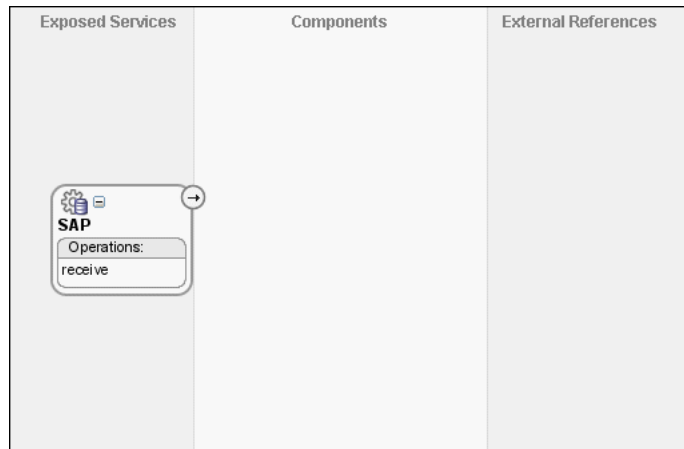 Exposed Services
Components
External References
SAP
Operations:
receive